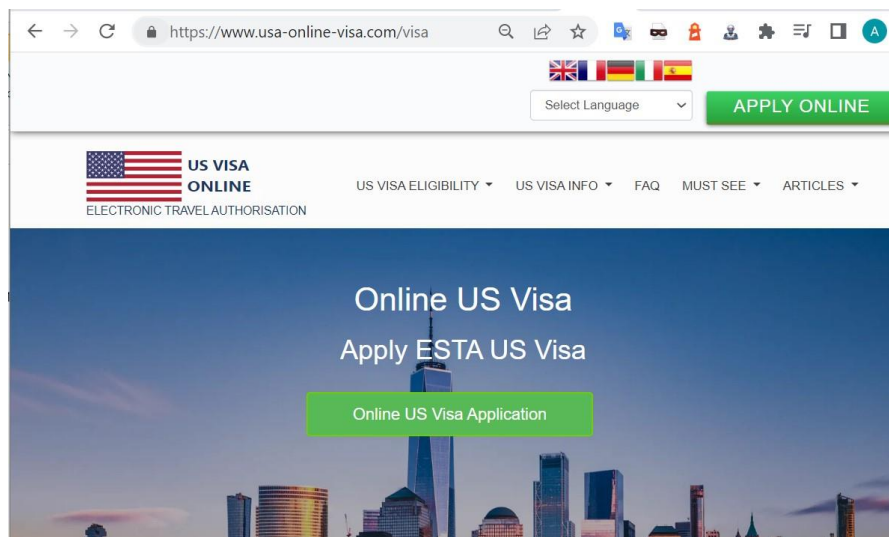 https://www.usa-online-visa.com/visa
A
Select Language
APPLY ONLINE
US VISA
ONLINE
ELECTRONIC TRAVEL AUTHORISATION
US VISA ELIGIBILITY
US VISA INFO
FAQ
MUST SEE
ARTICLES
Online US Visa
Apply ESTA US Visa
Online US Visa Application